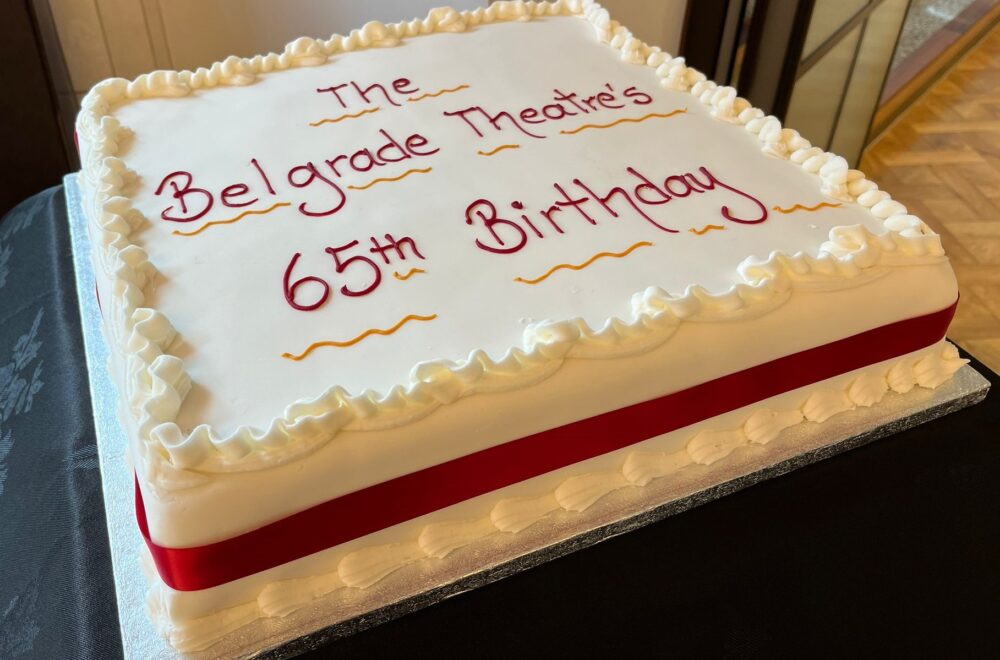 The
Belgrade Theatre's
65th Birthday